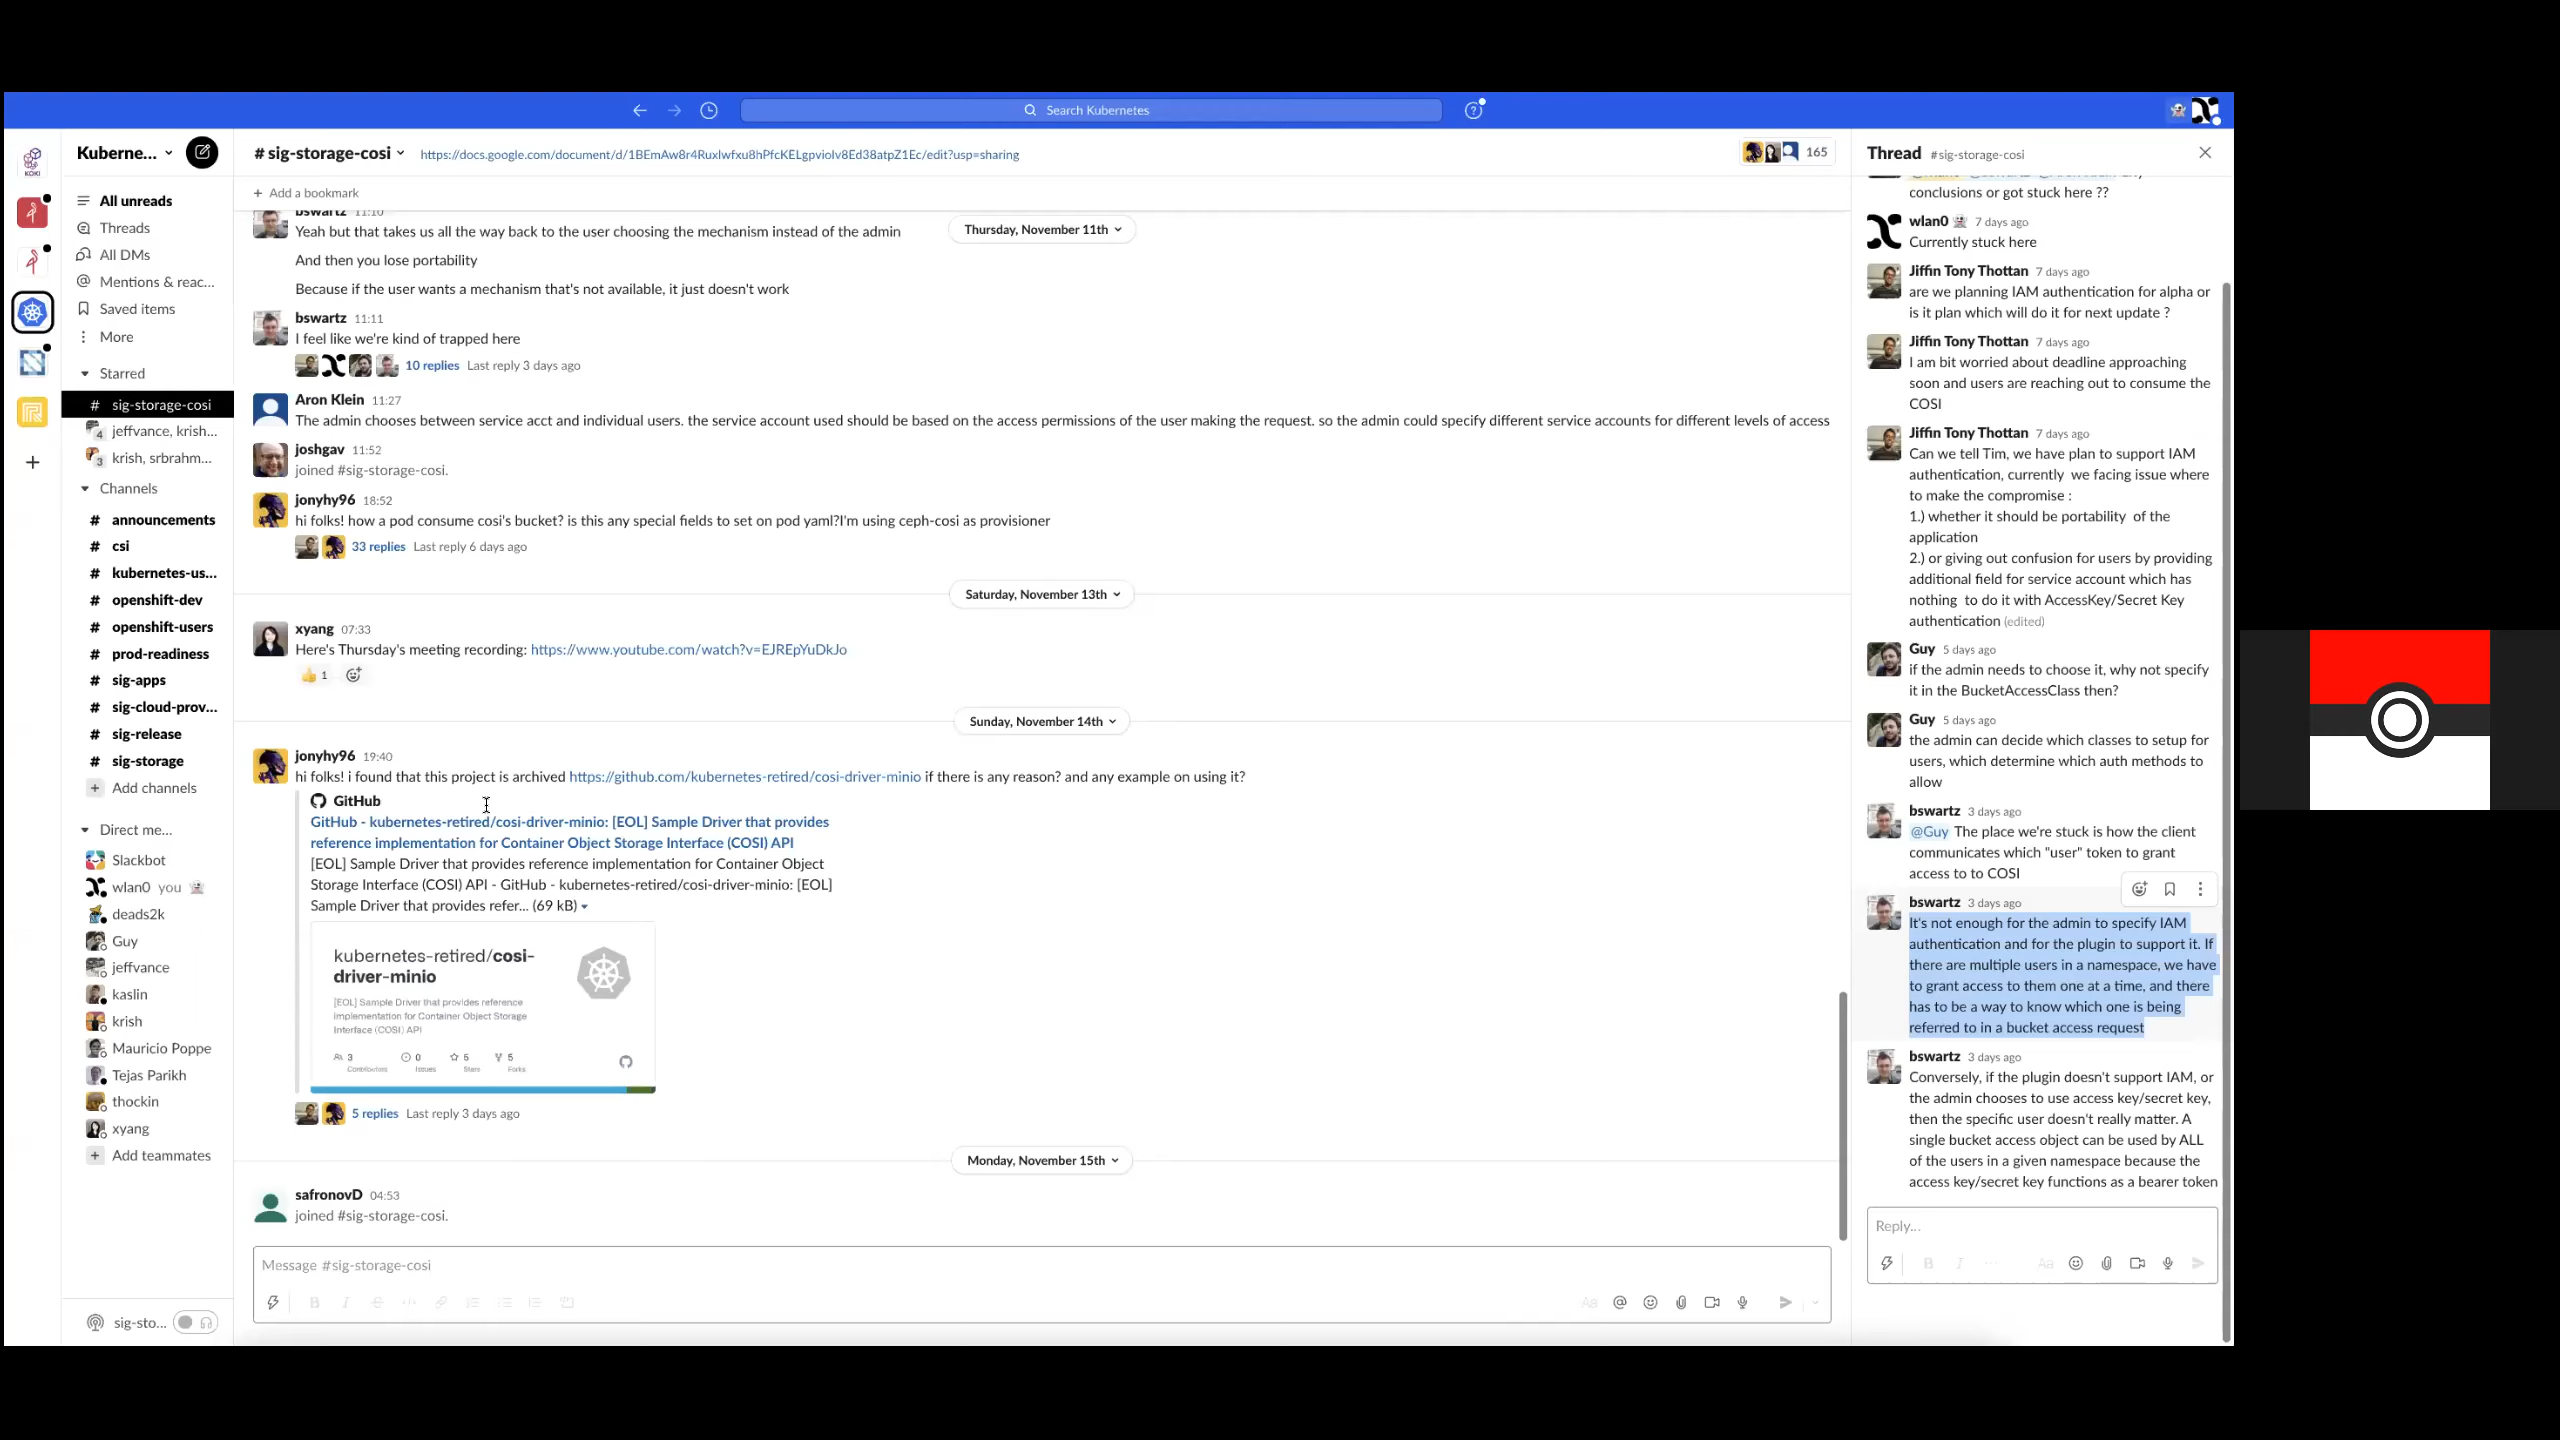 Search Kubernetes
KOKI
Kuberne...
All unreads
Threads
All DMs
Mentions & reac...
Saved items
More
Starred
# sig-storage-cosi
4 jeffvance, krish...
3 krish, srbrahm...
Channels
# announcements
# csi
# kubernetes-us...
# openshift-dev
# openshift-users
# prod-readiness
# sig-apps
# sig-cloud-prov...
# sig-release
# sig-storage
+ Add channels
Direct me...
Slackbot
wlan0 you
deads2k
Guy
jeffvance
kaslin
krish
Mauricio Poppe
Tejas Parikh
thockin
xyang
+ Add teammates
sig-sto...
# sig-storage-cosi
https://docs.google.com/document/d/1BEmAw8r4Ruxlwfxu8hPfcKELgpviolv8Ed38atpZ1Ec/edit?usp=sharing
165
+ Add a bookmark
bswartz 11:10
Thursday, November 11th
Yeah but that takes us all the way back to the user choosing the mechanism instead of the admin
And then you lose portability
Because if the user wants a mechanism that's not available, it just doesn't work
bswartz 11:11
I feel like we're kind of trapped here
10 replies Last reply 3 days ago
Aron Klein 11:27
The admin chooses between service acct and individual users. the service account used should be based on the access permissions of the user making the request. so the admin could specify different service accounts for different levels of access
joshgav 11:52
joined #sig-storage-cosi.
jonyhy96 18:52
hi folks! how a pod consume cosi's bucket? is this any special fields to set on pod yaml?I'm using ceph-cosi as provisioner
33 replies Last reply 6 days ago
Saturday, November 13th
xyang 07:33
Here's Thursday's meeting recording: https://www.youtube.com/watch?v=EJREpYuDkJo
1
Sunday, November 14th
jonyhy96 19:40
hi folks! i found that this project is archived https://github.com/kubernetes-retired/cosi-driver-minio if there is any reason? and any example on using it?
GitHub
GitHub - kubernetes-retired/cosi-driver-minio: [EOL] Sample Driver that provides
reference implementation for Container Object Storage Interface (COSI) API
[EOL] Sample Driver that provides reference implementation for Container Object
Storage Interface (COSI) API - GitHub - kubernetes-retired/cosi-driver-minio: [EOL]
Sample Driver that provides refer... (69 kB)
kubernetes-retired/cosi-
driver-minio
[EOL] Sample Driver that provides reference
implementation for Container Object Storage
Interface (COSI) API
3 0 5 5
Contributors Issues Stars Forks
5 replies Last reply 3 days ago
Monday, November 15th
safronovD 04:53
joined #sig-storage-cosi.
Message #sig-storage-cosi
Thread #sig-storage-cosi
conclusions or got stuck here ??
wlan0 7 days ago
Currently stuck here
Jiffin Tony Thottan 7 days ago
are we planning IAM authentication for alpha or
is it plan which will do it for next update ?
Jiffin Tony Thottan 7 days ago
I am bit worried about deadline approaching
soon and users are reaching out to consume the
COSI
Jiffin Tony Thottan 7 days ago
Can we tell Tim, we have plan to support IAM
authentication, currently we facing issue where
to make the compromise :
1.) whether it should be portability of the
application
2.) or giving out confusion for users by providing
additional field for service account which has
nothing to do it with AccessKey/Secret Key
authentication (edited)
Guy 5 days ago
if the admin needs to choose it, why not specify
it in the BucketAccessClass then?
Guy 5 days ago
the admin can decide which classes to setup for
users, which determine which auth methods to
allow
bswartz 3 days ago
@Guy The place we're stuck is how the client
communicates which "user" token to grant
access to to COSI
bswartz 3 days ago
It's not enough for the admin to specify IAM
authentication and for the plugin to support it. If
there are multiple users in a namespace, we have
to grant access to them one at a time, and there
has to be a way to know which one is being
referred to in a bucket access request
bswartz 3 days ago
Conversely, if the plugin doesn't support IAM, or
the admin chooses to use access key/secret key,
then the specific user doesn't really matter. A
single bucket access object can be used by ALL
of the users in a given namespace because the
access key/secret key functions as a bearer token
Reply...